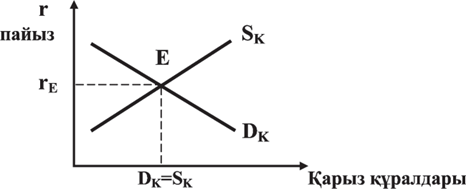 r
пайыз
S_K
E
r_E
D_K
D_K=S_K
Қарыз құралдары